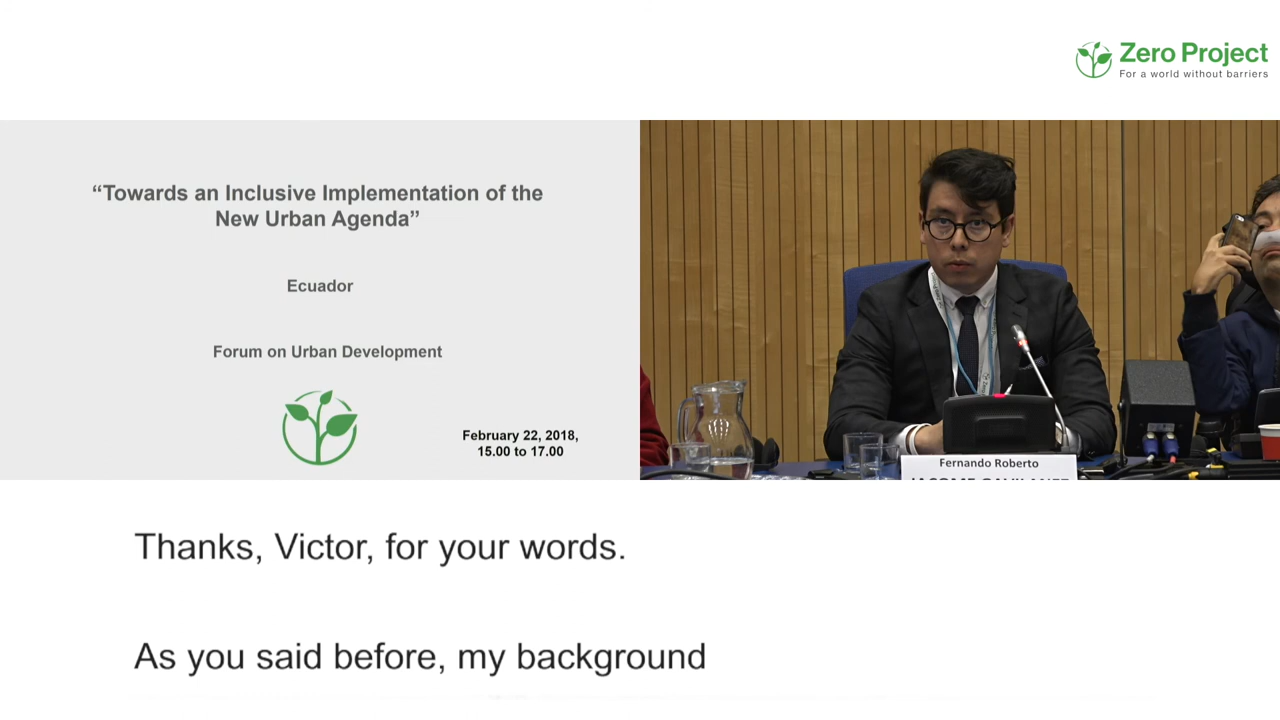 Zero Project
For a world without barriers
“Towards an Inclusive Implementation of the
New Urban Agenda”
Ecuador
Forum on Urban Development
February 22, 2018,
15.00 to 17.00
Fernando Roberto
Thanks, Victor, for your words.
As you said before, my background